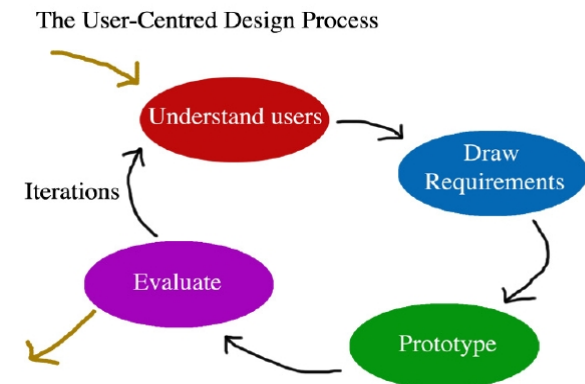 The User-Centred Design Process
Understand users
Draw
Requirements
Iterations
Evaluate
Prototype